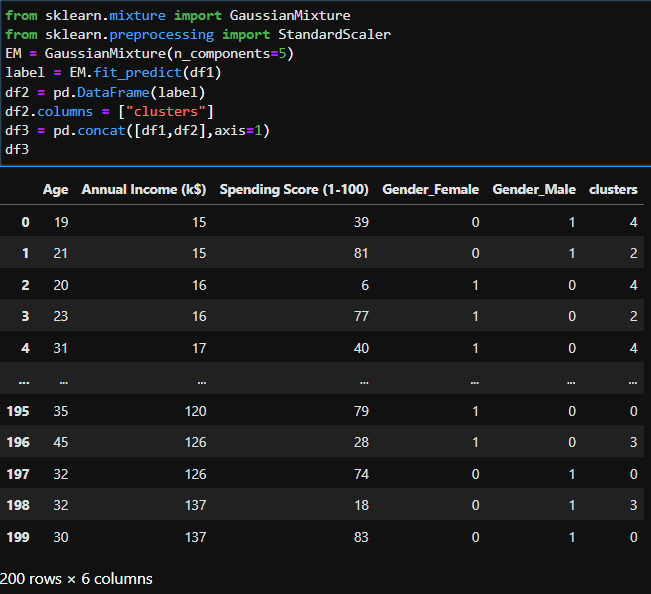 from sklearn.mixture import GaussianMixture
from sklearn.preprocessing import StandardScaler
EM = GaussianMixture(n_components=5)
label = EM.fit_predict(df1)
df2 = pd.DataFrame(label)
df2.columns = ["clusters"]
df3 = pd.concat([df1,df2],axis=1)
df3
Age Annual Income (k$) Spending Score (1-100) Gender_Female Gender_Male clusters
0 19 15 39 0 1 4
1 21 15 81 0 1 2
2 20 16 6 1 0 4
3 23 16 77 1 0 2
4 31 17 40 1 0 4
... ... ... ... ... ... ...
195 35 120 79 1 0 0
196 45 126 28 1 0 3
197 32 126 74 0 1 0
198 32 137 18 0 1 3
199 30 137 83 0 1 0
200 rows × 6 columns